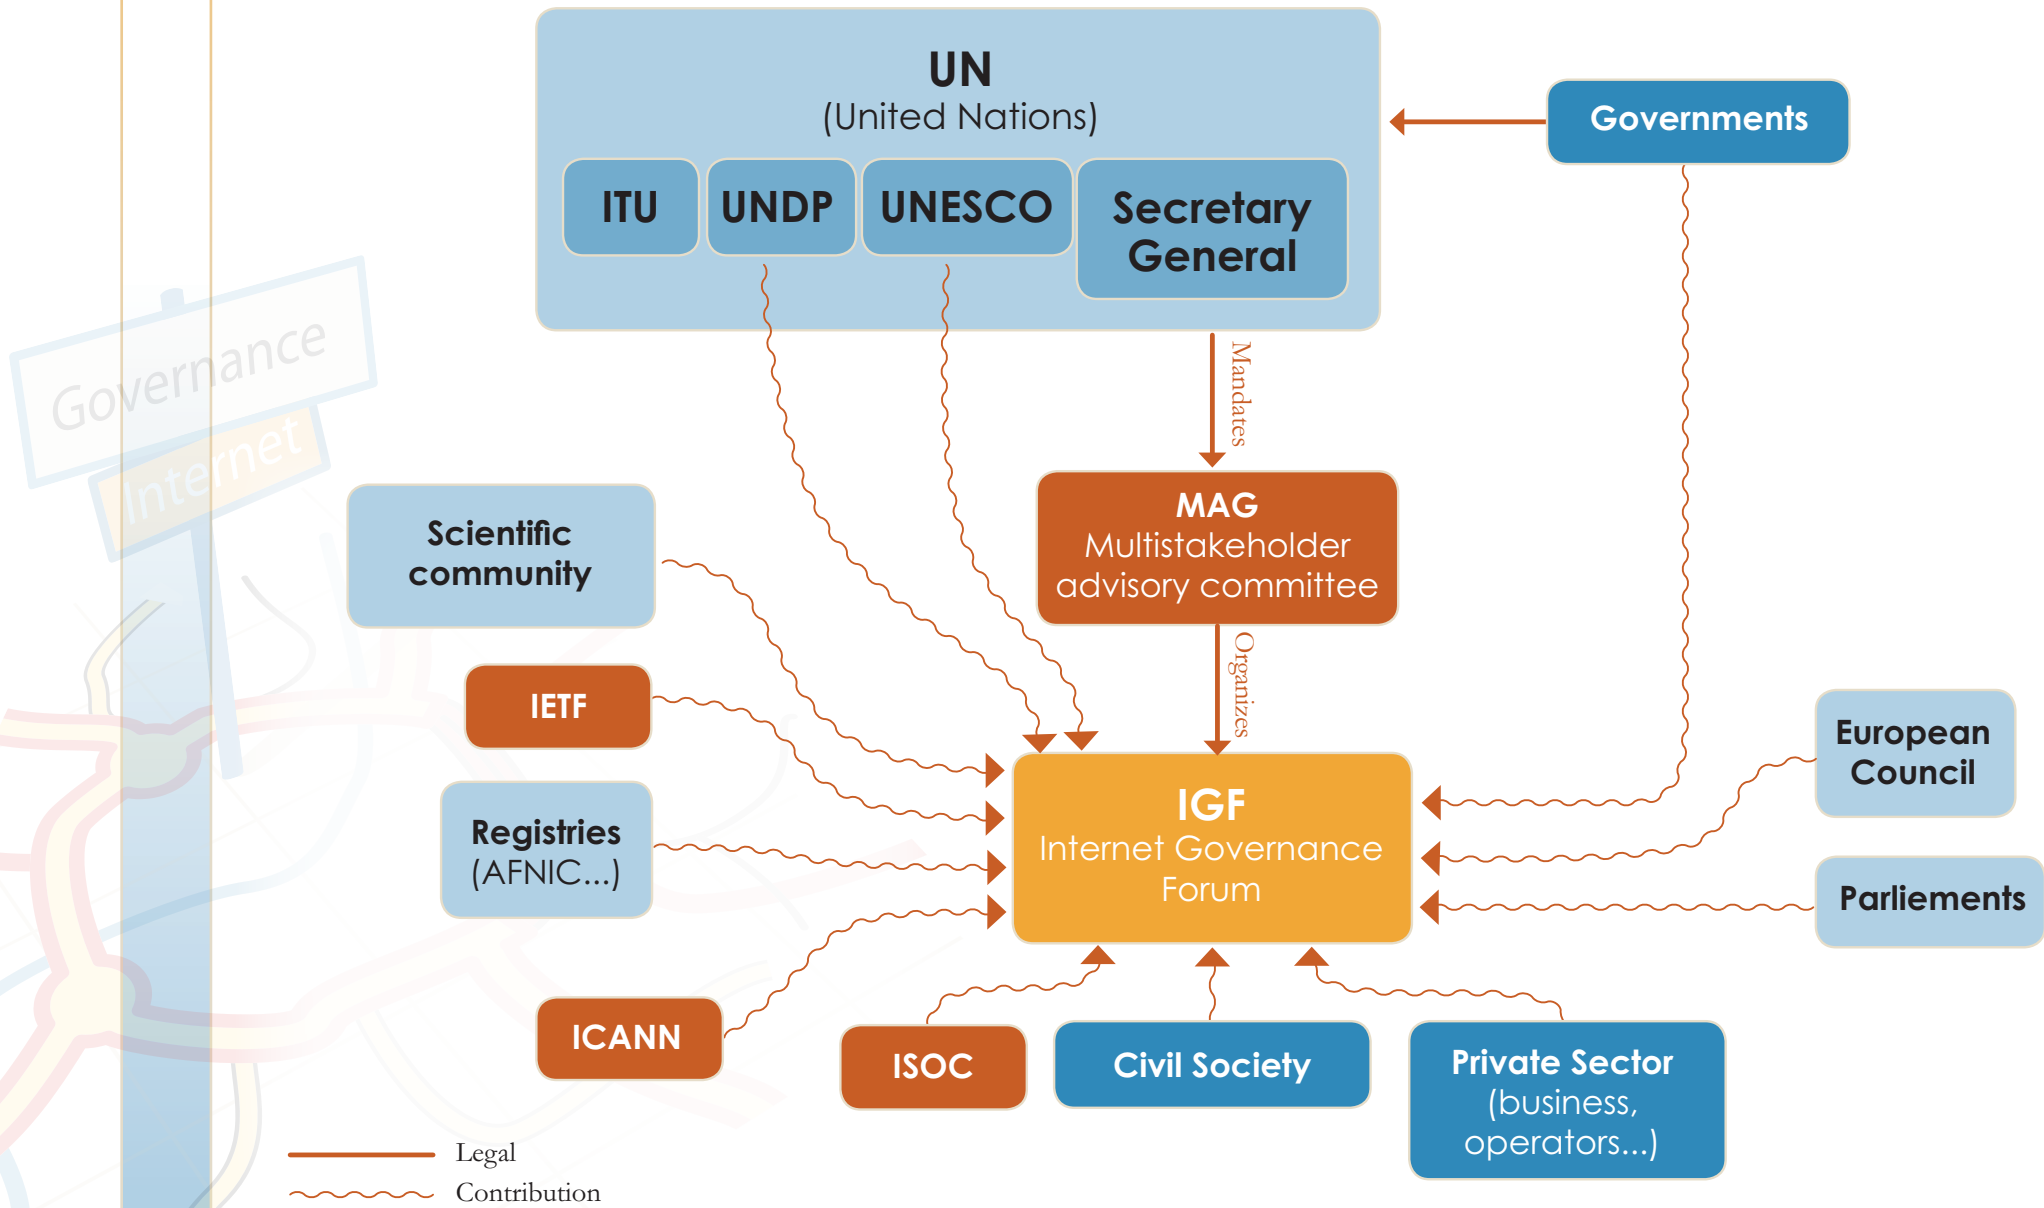 UN
(United Nations)
Governments
ITU
UNDP
UNESCO
Secretary
General
Governance
Internet
Mandates
Scientific
community
MAG
Multistakeholder
advisory committee
Organizes
IETF
European
Council
Registries
(AFNIC...)
IGF
Internet Governance
Forum
Parliements
ICANN
ISOC
Civil Society
Private Sector
(business,
operators...)
Legal
Contribution